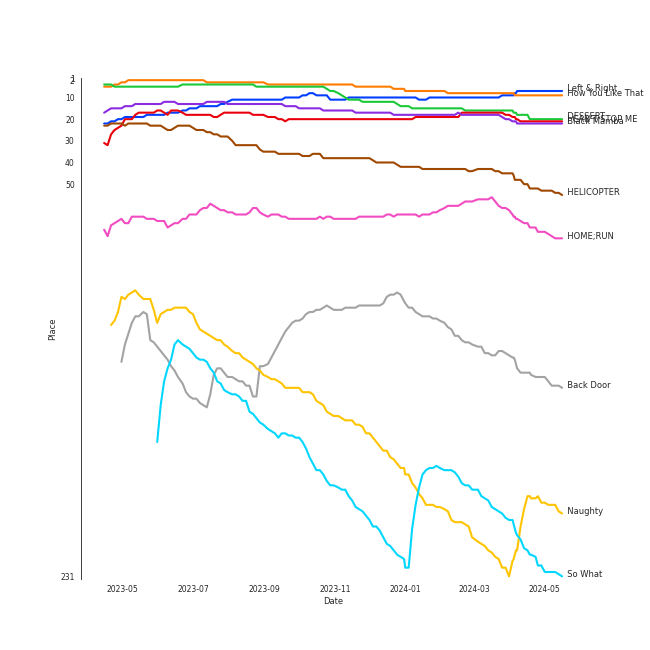 1
2
10
20
30
40
50
231
Place
Left & Right
How You Like That
DESSERT
Black Mamba
HELICOPTER
HOME;RUN
Back Door
Naughty
So What
2023-05
2023-07
2023-09
2023-11
2024-01
2024-03
2024-05
Date